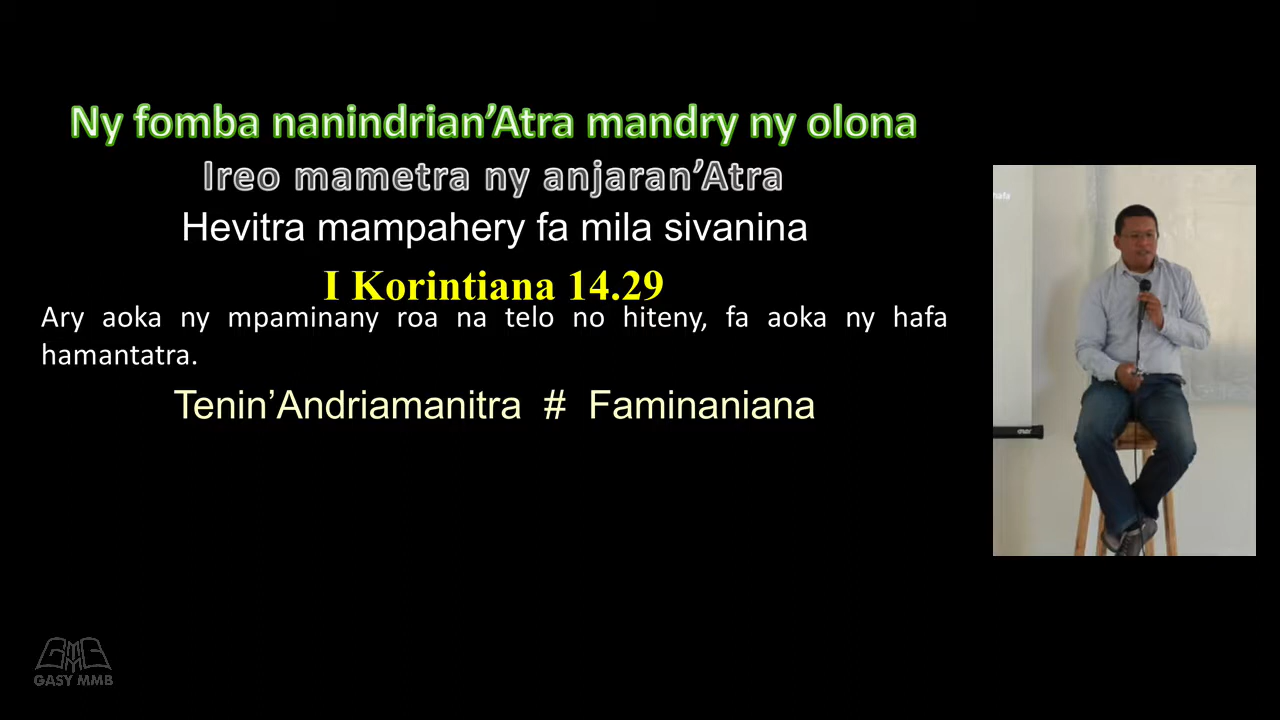 Ny fomba nanindrian’Atra mandry ny olona
Ireo mametra ny anjaran’Atra
Hevitra mampahery fa mila sivanina
I Korintiana 14.29
Ary aoka ny mpaminany roa na telo no hiteny, fa aoka ny hafa
hamantatra.
Tenin’Andriamanitra # Faminaniana
hafa
GASY MMB